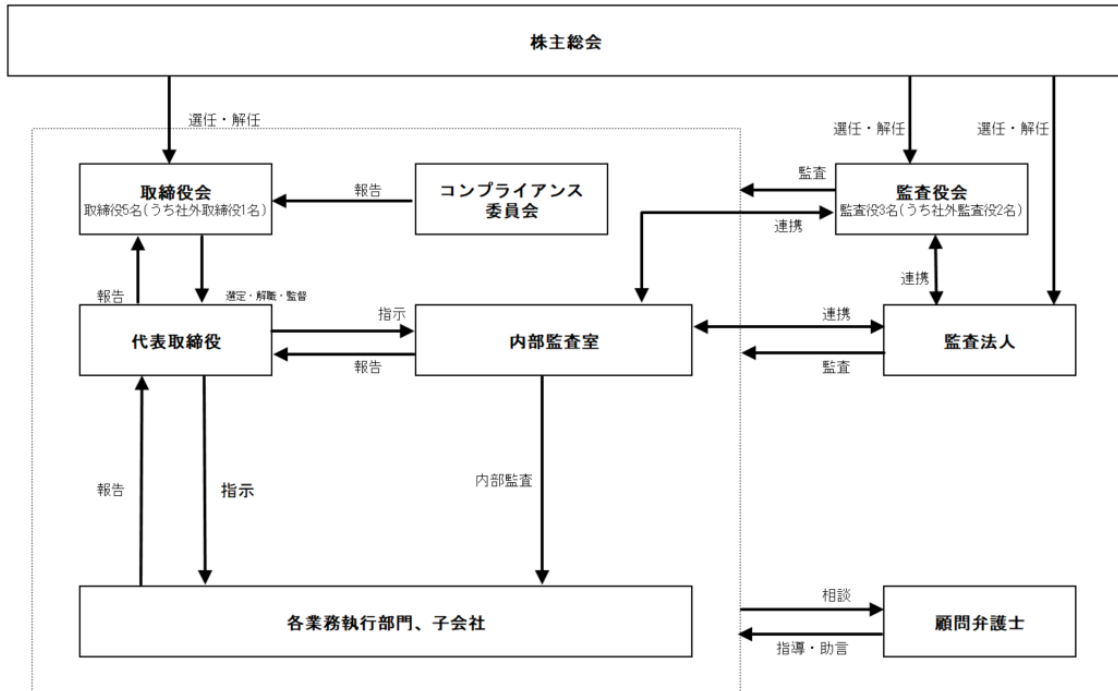 株主総会
選任・解任
選任・解任
選任・解任
取締役会
取締役5名(うち社外取締役1名)
報告
コンプライアンス
委員会
監査
監査役会
監査役3名(うち社外監査役2名)
連携
報告
選定・解職・監督
連携
代表取締役
指示
報告
内部監査室
連携
監査
監査法人
報告
指示
内部監査
各業務執行部門、子会社
相談
指導・助言
顧問弁護士